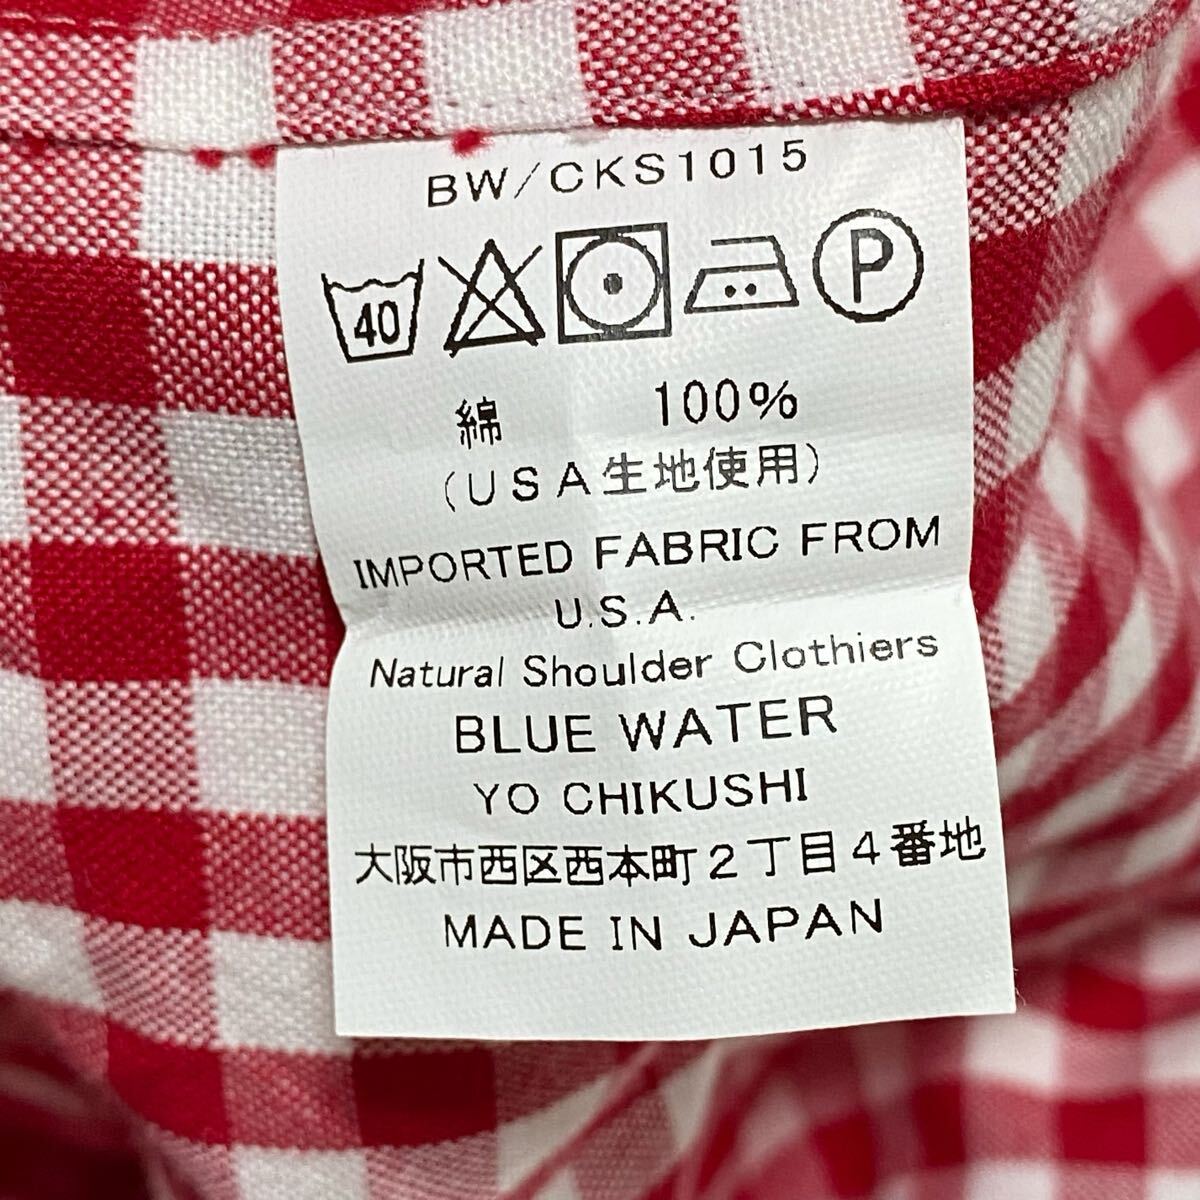 BW/CKS1015
40 P
綿 100%
(USA生地使用)
IMPORTED FABRIC FROM
U.S.A.
Natural Shoulder Clothiers
BLUE WATER
YO CHIKUSHI
大阪市西区西本町2丁目4番地
MADE IN JAPAN